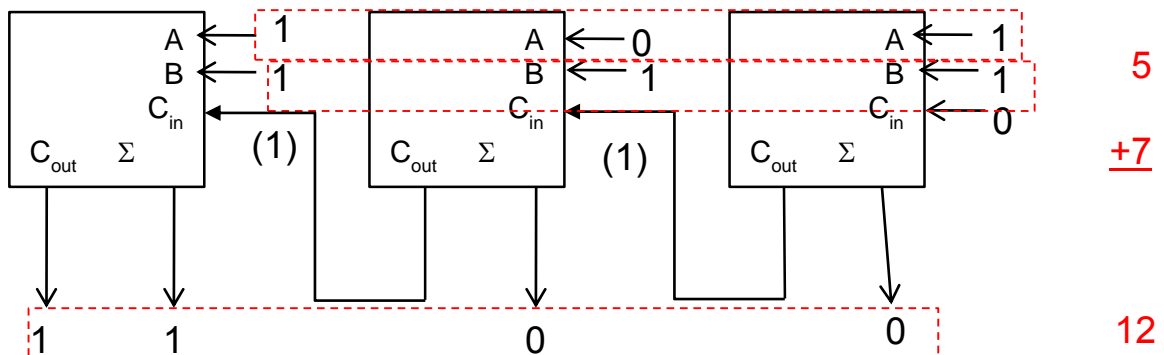 A 1 A 0 A 1
B 1 B 1 B 1 5
Cin Cin Cin 0
(1) (1)
Cout Σ Cout Σ Cout Σ +7
1 1 0 0 12